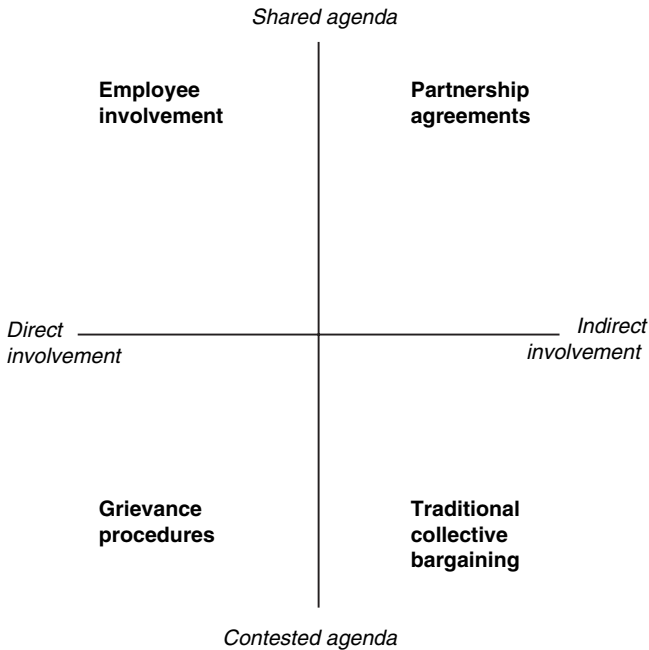 Shared agenda
Employee
involvement
Partnership
agreements
Direct
involvement
Indirect
involvement
Grievance
procedures
Traditional
collective
bargaining
Contested agenda